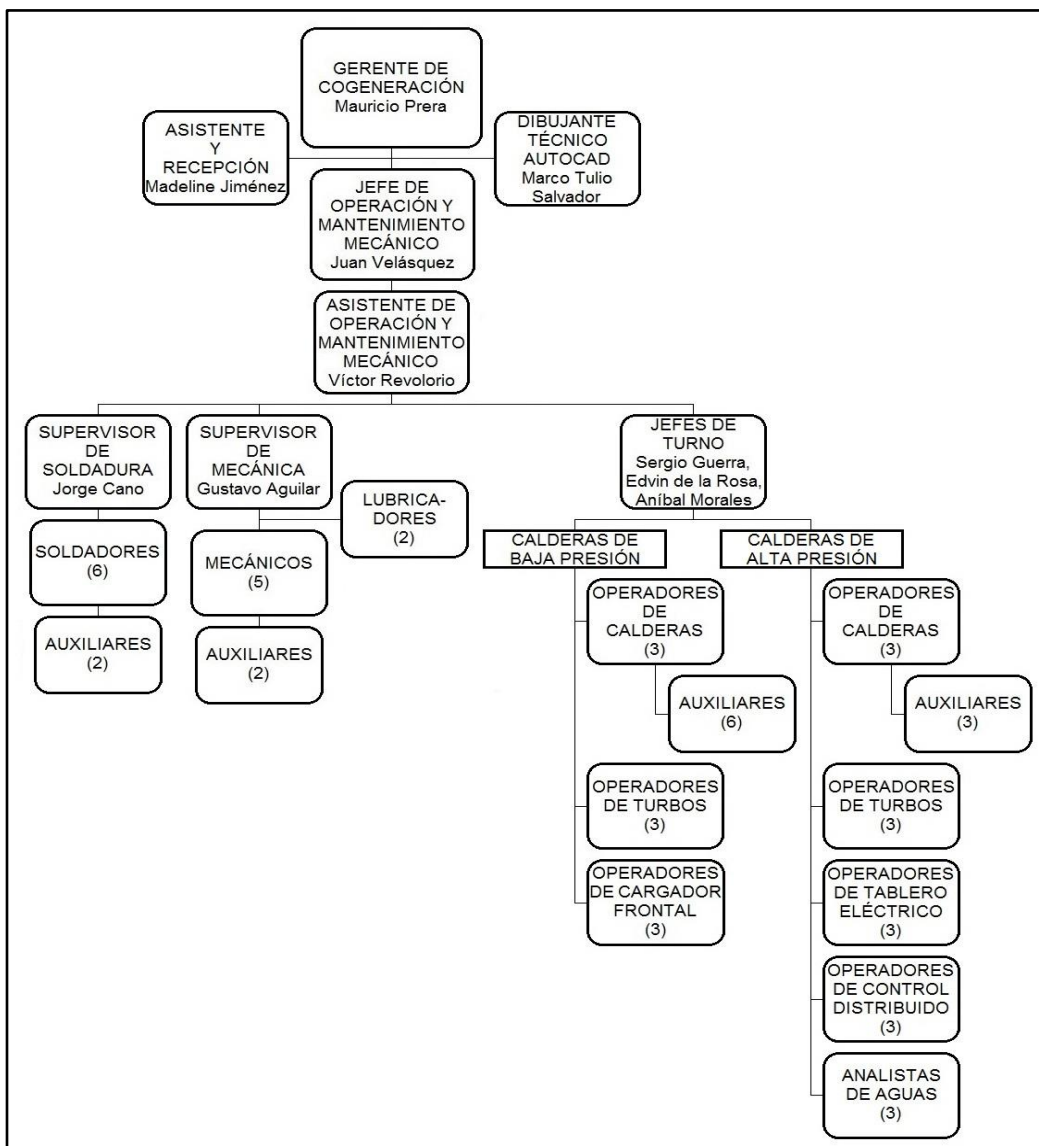 GERENTE DE
COGENERACIÓN
Mauricio Prera
ASISTENTE
Y
RECEPCIÓN
Madeline Jiménez
DIBUJANTE
TÉCNICO
AUTOCAD
Marco Tulio
Salvador
JEFE DE
OPERACIÓN Y
MANTENIMIENTO
MECÁNICO
Juan Velásquez
ASISTENTE DE
OPERACIÓN Y
MANTENIMIENTO
MECÁNICO
Víctor Revolorio
SUPERVISOR
DE
SOLDADURA
Jorge Cano
SUPERVISOR
DE
MECÁNICA
Gustavo Aguilar
JEFES DE
TURNO
Sergio Guerra,
Edvin de la Rosa,
Aníbal Morales
LUBRICA-
DORES
(2)
SOLDADORES
(6)
MECÁNICOS
(5)
AUXILIARES
(2)
AUXILIARES
(2)
CALDERAS DE
BAJA PRESIÓN
CALDERAS DE
ALTA PRESIÓN
OPERADORES
DE
CALDERAS
(3)
AUXILIARES
(6)
OPERADORES
DE TURBOS
(3)
OPERADORES
DE CARGADOR
FRONTAL
(3)
OPERADORES
DE
CALDERAS
(3)
AUXILIARES
(3)
OPERADORES
DE TURBOS
(3)
OPERADORES
DE TABLERO
ELÉCTRICO
(3)
OPERADORES
DE CONTROL
DISTRIBUIDO
(3)
ANALISTAS
DE AGUAS
(3)